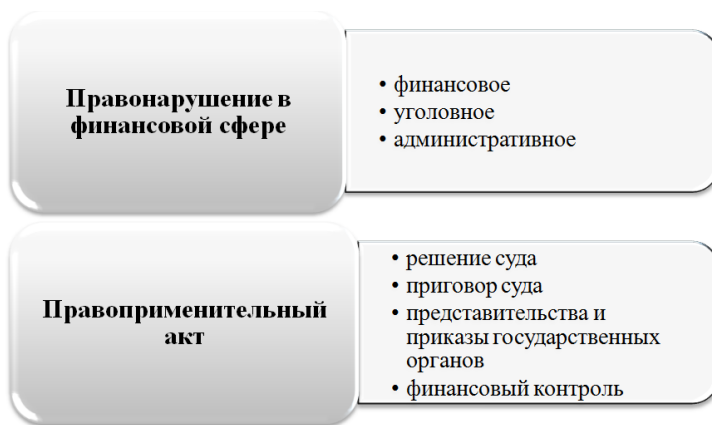 Правонарушение в
финансовой сфере
• финансовое
• уголовное
• административное
Правоприменительный
акт
• решение суда
• приговор суда
• представительства и
приказы государственных
органов
• финансовый контроль